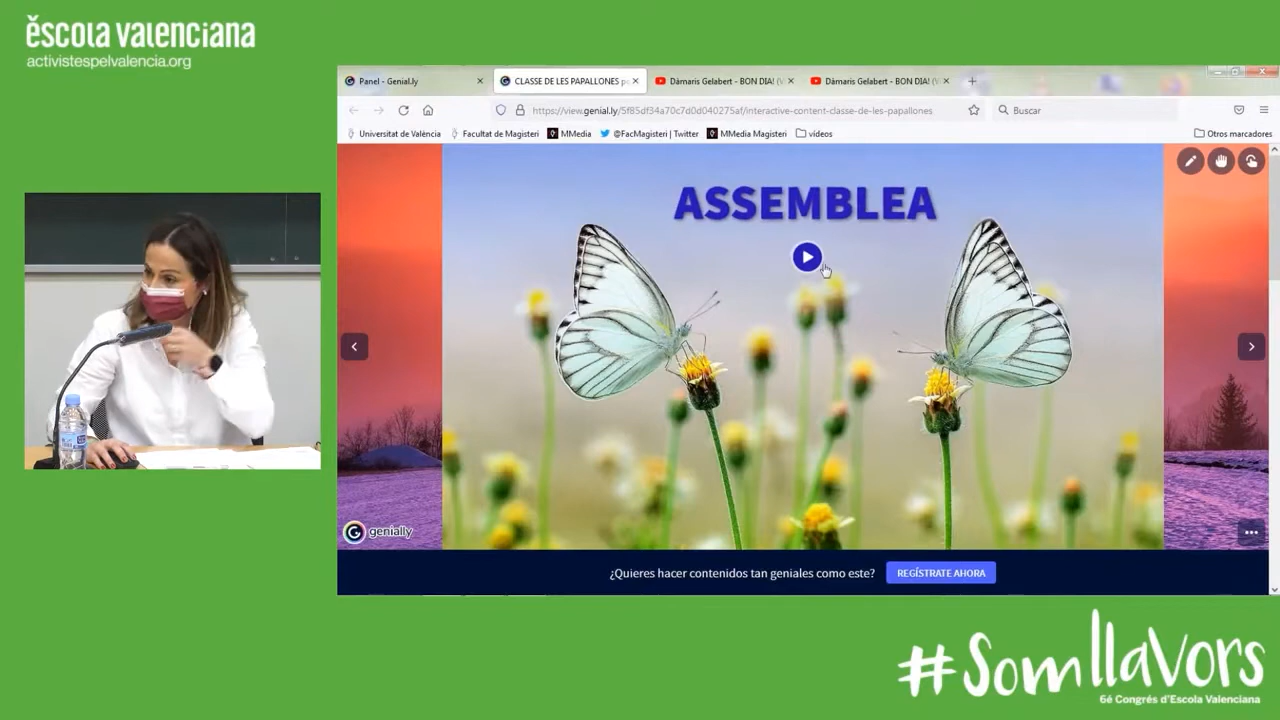 escola valenciana
activistespelvalencia.org
Panel - Genial.ly
CLASSE DE LES PAPALLONES po
Dàmaris Gelabert - BON DIA! (V
Dàmaris Gelabert - BON DIA! (V
https://view.genial.ly/5f85df34a70c7d0d040275af/interactive-content-classe-de-les-papallones
Buscar
Universitat de València
Facultat de Magisteri
MMedia
@FacMagisteri | Twitter
MMedia Magisteri
vídeos
Otros marcadores
ASSEMBLEA
genially
¿Quieres hacer contenidos tan geniales como este?
REGÍSTRATE AHORA
#Somllavors
6é Congrés d'Escola Valenciana